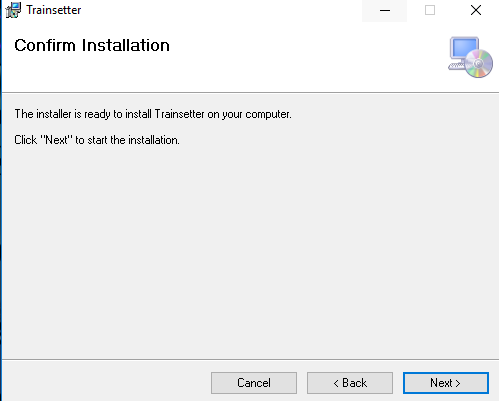 Trainsetter
Confirm Installation
The installer is ready to install Trainsetter on your computer.
Click "Next" to start the installation.
Cancel
< Back
Next >